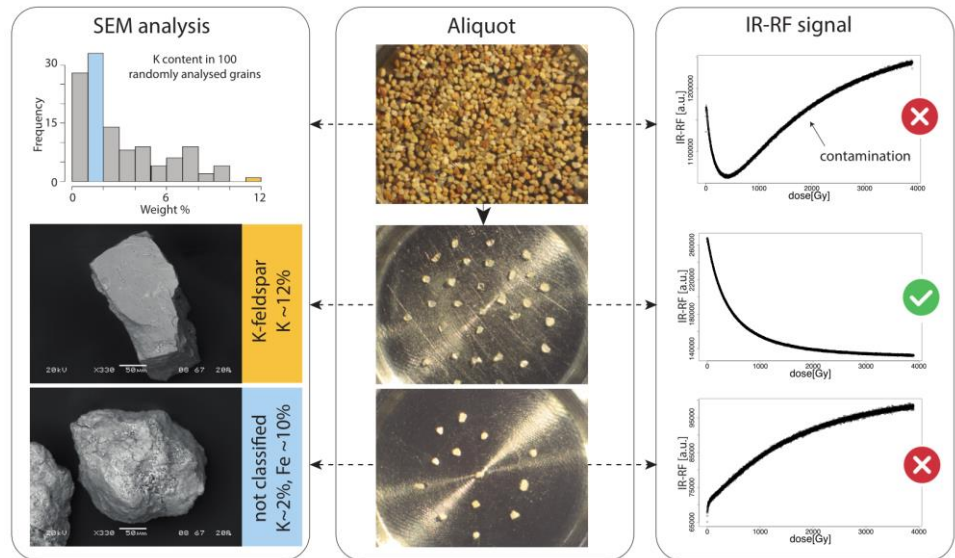 SEM analysis
Aliquot
IR-RF signal
K content in 100
randomly analysed grains
Frequency
30
15
0
0
6
12
Weight %
IR-RF [a.u.]
1200000
1100000
contamination
0
1000
2000
3000
4000
dose[Gy]
20kV X330 50µm 08 67 20Pa
K-feldspar
K ~12%
IR-RF [a.u.]
260000
220000
180000
140000
0
1000
2000
3000
4000
dose[Gy]
20kV X330 50µm
not classified
K~2%, Fe ~10%
IR-RF [a.u.]
95000
85000
75000
65000
0
1000
2000
3000
4000
dose[Gy]